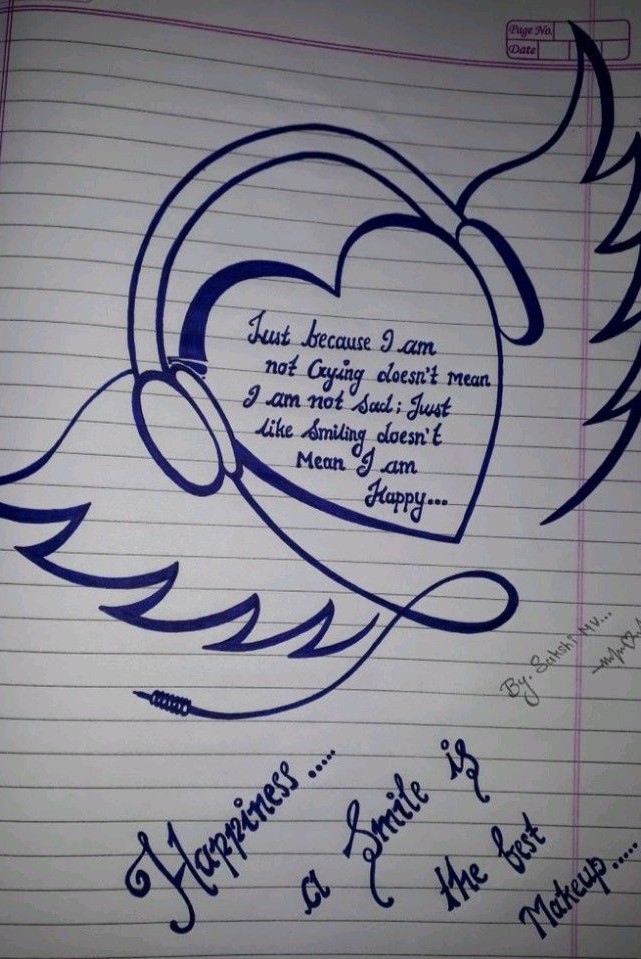 Page No.
Date
Just because I am
not Crying doesn't mean
I am not Sad; Just
like Smiling doesn't
Mean I am
Happy...
By. Sakshi MV...
Happiness.....
a Smile is
the best
Makeup.....